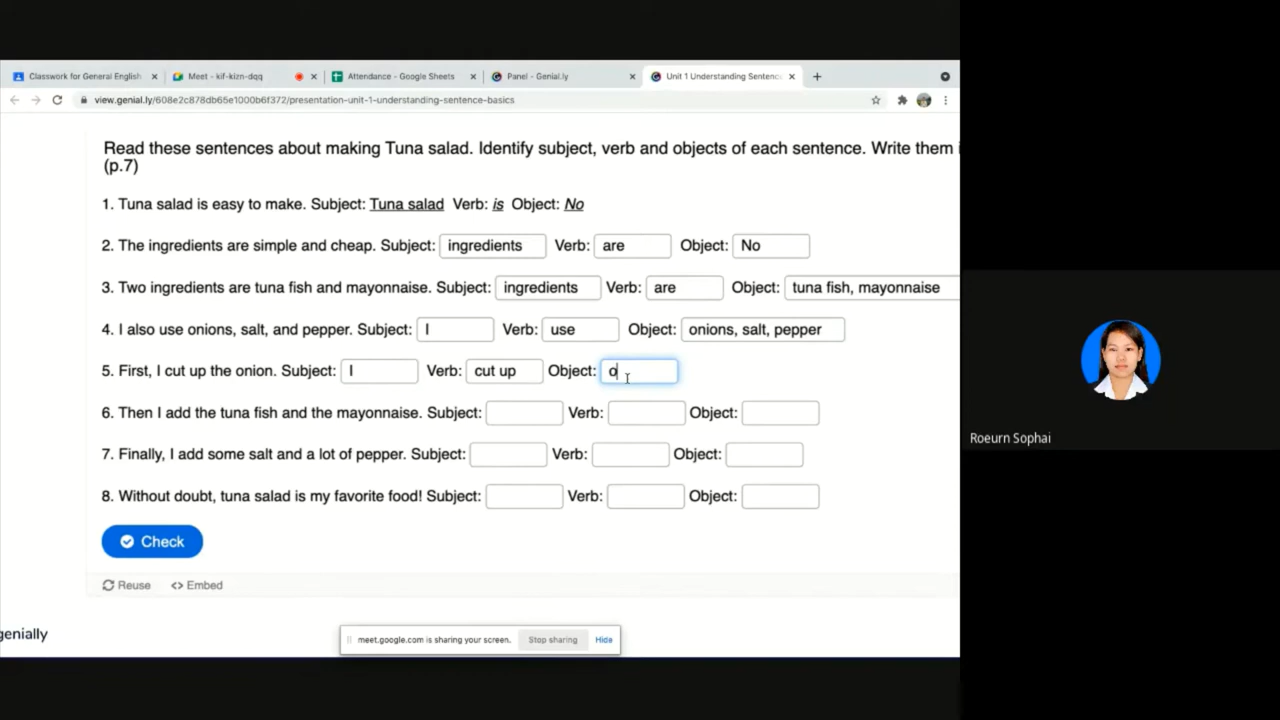 Classwork for General English
Meet - kif-kizn-dqq
Attendance - Google Sheets
Panel - Genial.ly
Unit 1 Understanding Sentenc
view.genial.ly/608e2c878db65e1000b6f372/presentation-unit-1-understanding-sentence-basics
Read these sentences about making Tuna salad. Identify subject, verb and objects of each sentence. Write them i
(p.7)
1. Tuna salad is easy to make. Subject: Tuna salad Verb: is Object: No
2. The ingredients are simple and cheap. Subject: ingredients Verb: are Object: No
3. Two ingredients are tuna fish and mayonnaise. Subject: ingredients Verb: are Object: tuna fish, mayonnaise
4. I also use onions, salt, and pepper. Subject: I Verb: use Object: onions, salt, pepper
5. First, I cut up the onion. Subject: I Verb: cut up Object: o
6. Then I add the tuna fish and the mayonnaise. Subject: Verb: Object:
7. Finally, I add some salt and a lot of pepper. Subject: Verb: Object:
8. Without doubt, tuna salad is my favorite food! Subject: Verb: Object:
Check
Reuse <> Embed
genially
meet.google.com is sharing your screen. Stop sharing Hide
Roeurn Sophai